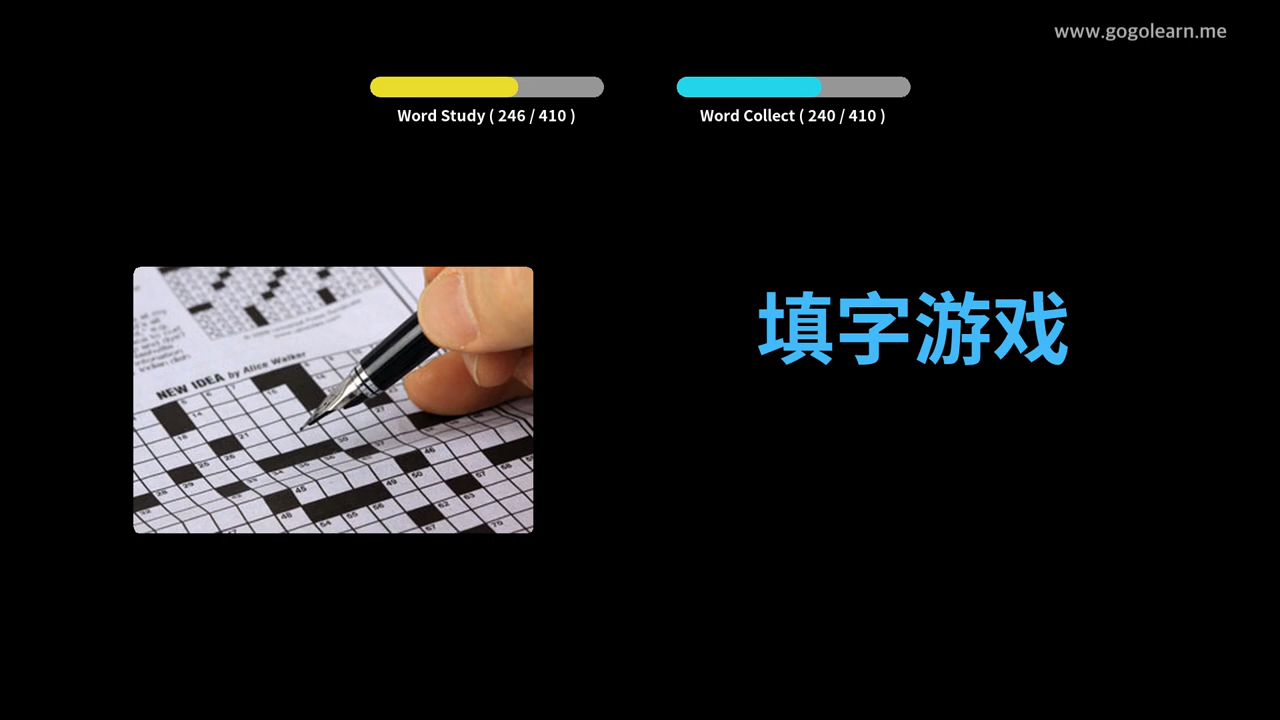 www.gogolearn.me
Word Study ( 246 / 410 )
Word Collect ( 240 / 410 )
填字游戏
NEW IDEA by Alice Walker